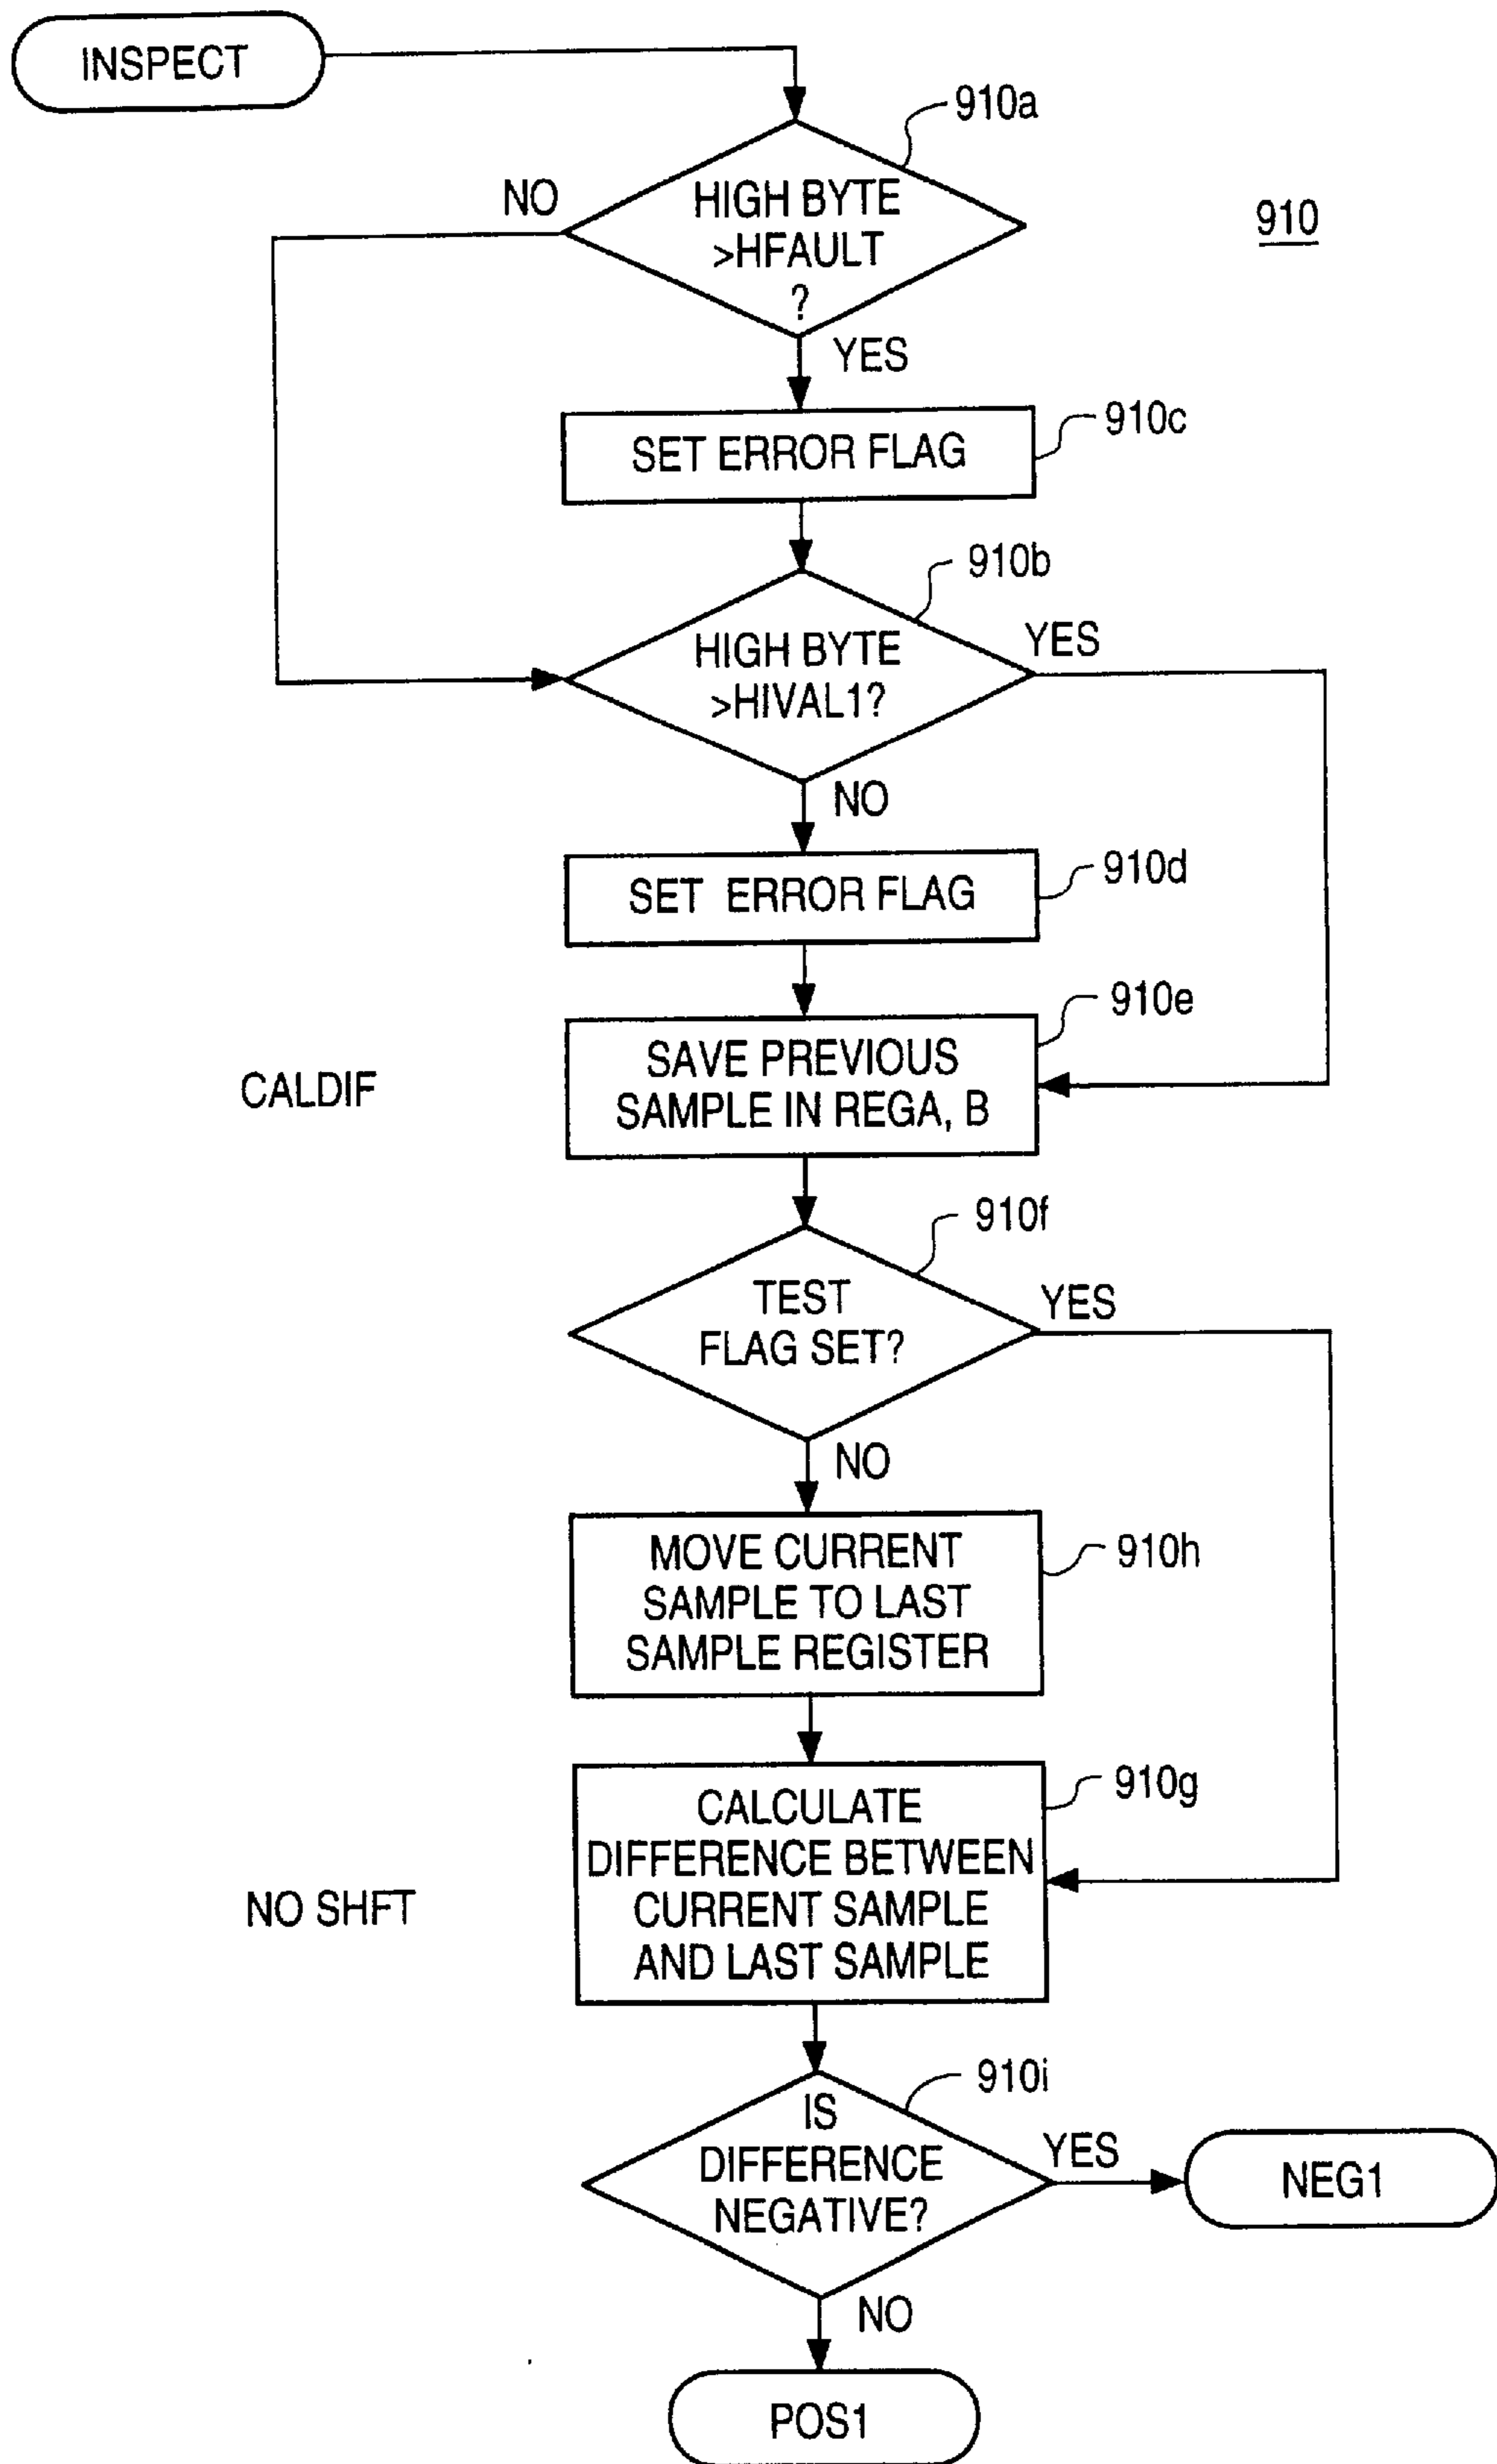 INSPECT
910a
NO
HIGH BYTE
>HFAULT
?
910
YES
910c
SET ERROR FLAG
910b
HIGH BYTE
>HIVAL1?
YES
NO
910d
SET ERROR FLAG
910e
SAVE PREVIOUS
SAMPLE IN REGA, B
CALDIF
910f
TEST
FLAG SET?
YES
NO
910h
MOVE CURRENT
SAMPLE TO LAST
SAMPLE REGISTER
910g
CALCULATE
DIFFERENCE BETWEEN
CURRENT SAMPLE
AND LAST SAMPLE
NO SHFT
910i
IS
DIFFERENCE
NEGATIVE?
YES
NEG1
NO
POS1